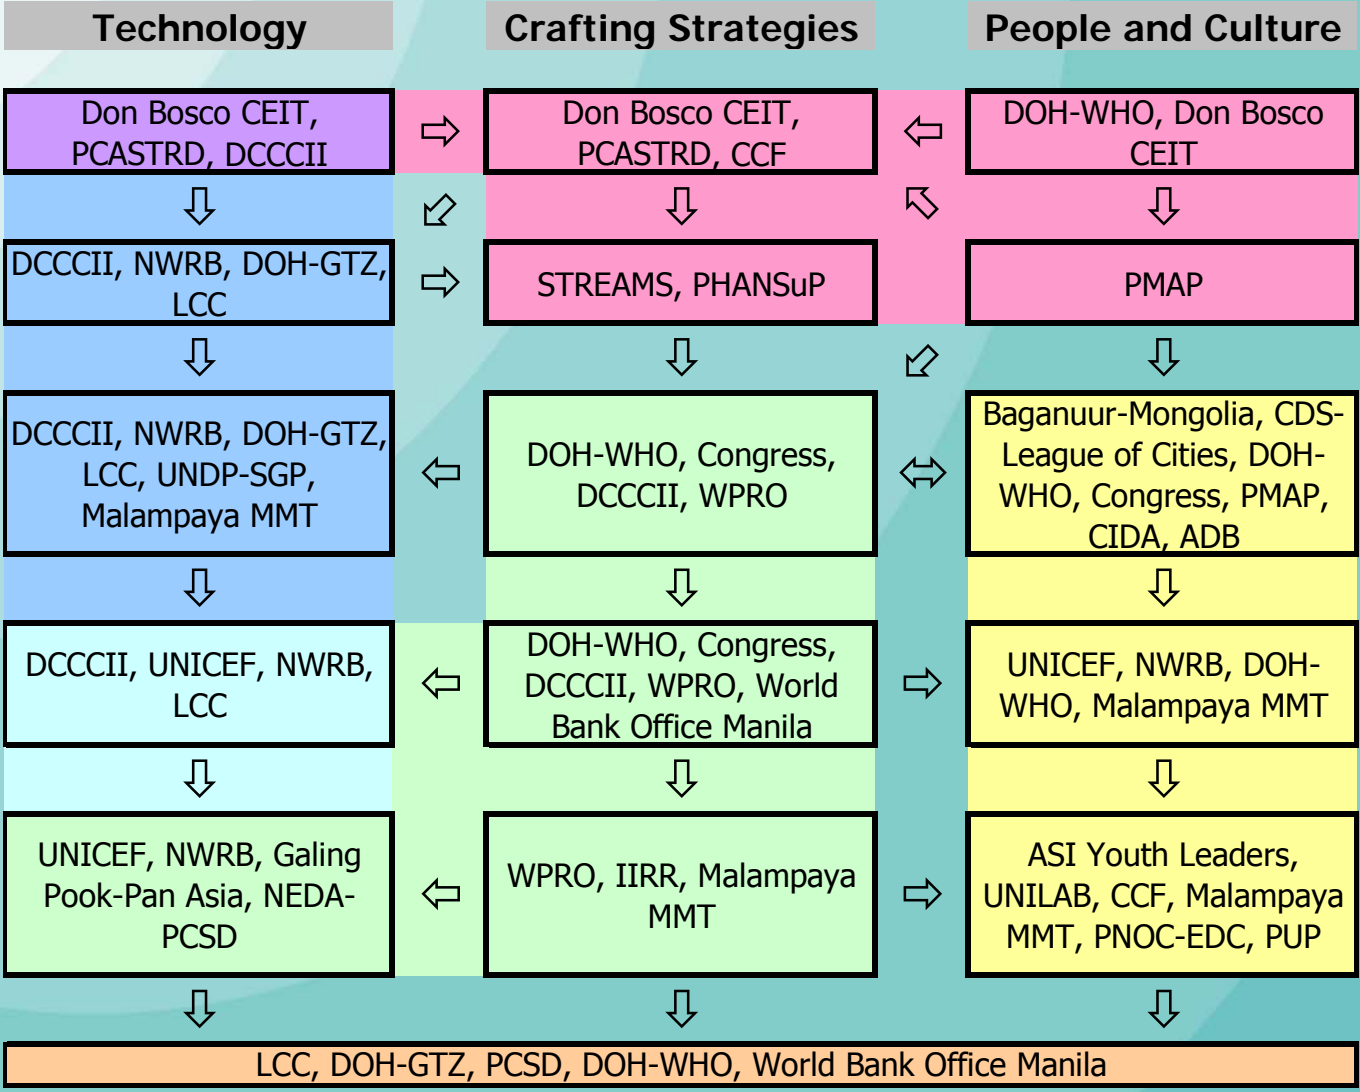 Technology
Crafting Strategies
People and Culture
Don Bosco CEIT,
PCASTRD, DCCCII
Don Bosco CEIT,
PCASTRD, CCF
DOH-WHO, Don Bosco
CEIT
DCCCII, NWRB, DOH-GTZ,
LCC
STREAMS, PHANSuP
PMAP
DCCCII, NWRB, DOH-GTZ,
LCC, UNDP-SGP,
Malampaya MMT
DOH-WHO, Congress,
DCCCII, WPRO
Baganuur-Mongolia, CDS-
League of Cities, DOH-
WHO, Congress, PMAP,
CIDA, ADB
DCCCII, UNICEF, NWRB,
LCC
DOH-WHO, Congress,
DCCCII, WPRO, World
Bank Office Manila
UNICEF, NWRB, DOH-
WHO, Malampaya MMT
UNICEF, NWRB, Galing
Pook-Pan Asia, NEDA-
PCSD
WPRO, IIRR, Malampaya
MMT
ASI Youth Leaders,
UNILAB, CCF, Malampaya
MMT, PNOC-EDC, PUP
LCC, DOH-GTZ, PCSD, DOH-WHO, World Bank Office Manila